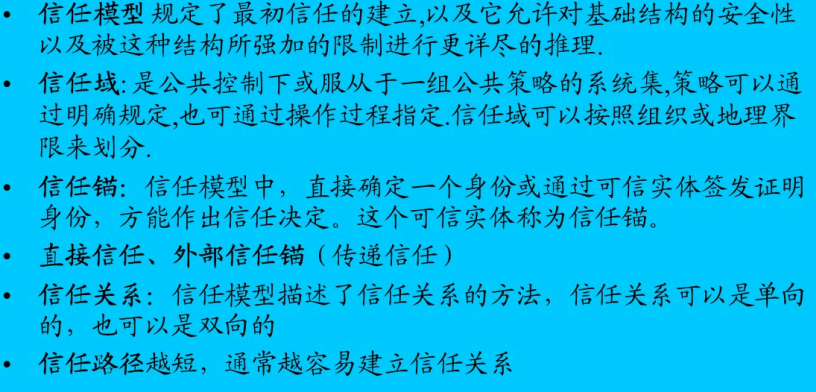 • 信任模型 规定了最初信任的建立,以及它允许对基础结构的安全性
以及被这种结构所强加的限制进行更详尽的推理.
• 信任域: 是公共控制下或服从于一组公共策略的系统集,策略可以通
过明确规定,也可通过操作过程指定.信任域可以按照组织或地理界
限来划分.
• 信任锚：信任模型中，直接确定一个身份或通过可信实体签发证明
身份，方能作出信任决定。这个可信实体称为信任锚。
• 直接信任、外部信任锚（传递信任）
• 信任关系：信任模型描述了信任关系的方法，信任关系可以是单向
的，也可以是双向的
• 信任路径越短，通常越容易建立信任关系